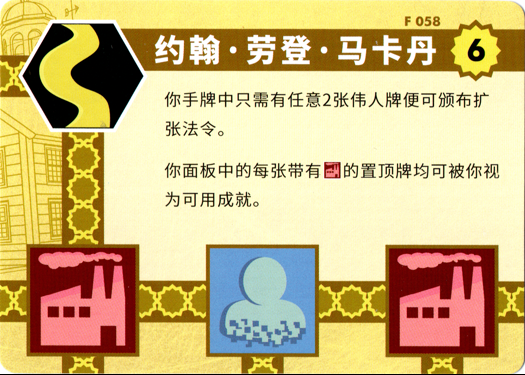 F 058
约翰·劳登·马卡丹 6
你手牌中只需有任意2张伟人牌便可颁布扩
张法令。
你面板中的每张带有的置顶牌均可被你视
为可用成就。